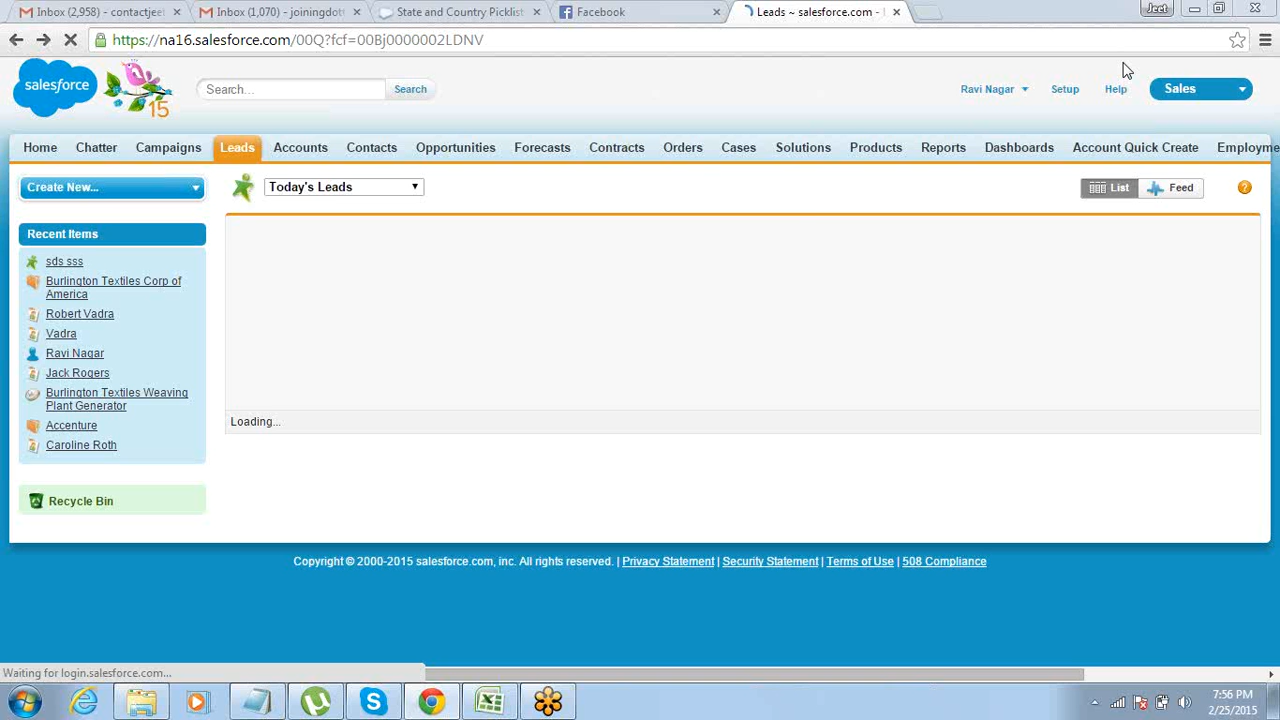 Inbox (2,958) - contactjee
Inbox (1,070) - joiningdot
State and Country Picklist
Facebook
Leads ~ salesforce.com -
Jeet
https://na16.salesforce.com/00Q?fcf=00Bj0000002LDNV
salesforce
15
Search...
Search
Ravi Nagar
Setup
Help
Sales
Home
Chatter
Campaigns
Leads
Accounts
Contacts
Opportunities
Forecasts
Contracts
Orders
Cases
Solutions
Products
Reports
Dashboards
Account Quick Create
Employme
Create New...
Today's Leads
List
Feed
?
Recent Items
sds sss
Burlington Textiles Corp of
America
Robert Vadra
Vadra
Ravi Nagar
Jack Rogers
Burlington Textiles Weaving
Plant Generator
Accenture
Caroline Roth
Loading...
Recycle Bin
Copyright © 2000-2015 salesforce.com, inc. All rights reserved. | Privacy Statement | Security Statement | Terms of Use | 508 Compliance
Waiting for login.salesforce.com...
7:56 PM
2/25/2015